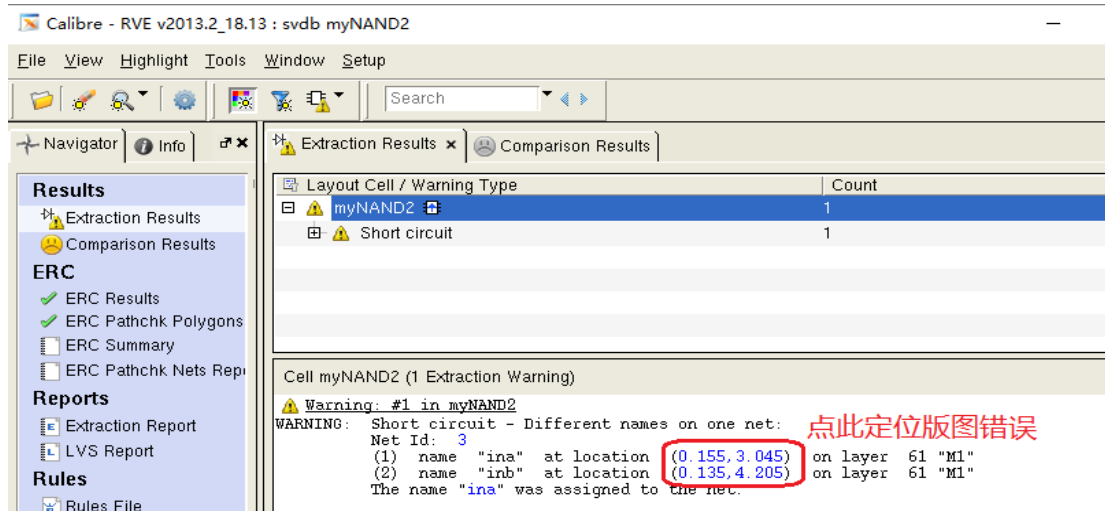 Calibre - RVE v2013.2_18.13 : svdb myNAND2
File View Highlight Tools Window Setup
Search
Navigator Info
Extraction Results Comparison Results
Results
Extraction Results
Comparison Results
ERC
ERC Results
ERC Pathchk Polygons
ERC Summary
ERC Pathchk Nets Rep
Reports
Extraction Report
LVS Report
Rules
Rules File
Layout Cell / Warning Type Count
myNAND2 1
Short circuit 1
Cell myNAND2 (1 Extraction Warning)
Warning: #1 in myNAND2
WARNING: Short circuit - Different names on one net:
Net Id: 3
(1) name "ina" at location (0.155,3.045) on layer 61 "M1"
(2) name "inb" at location (0.135,4.205) on layer 61 "M1"
The name "ina" was assigned to the net.
点此定位版图错误